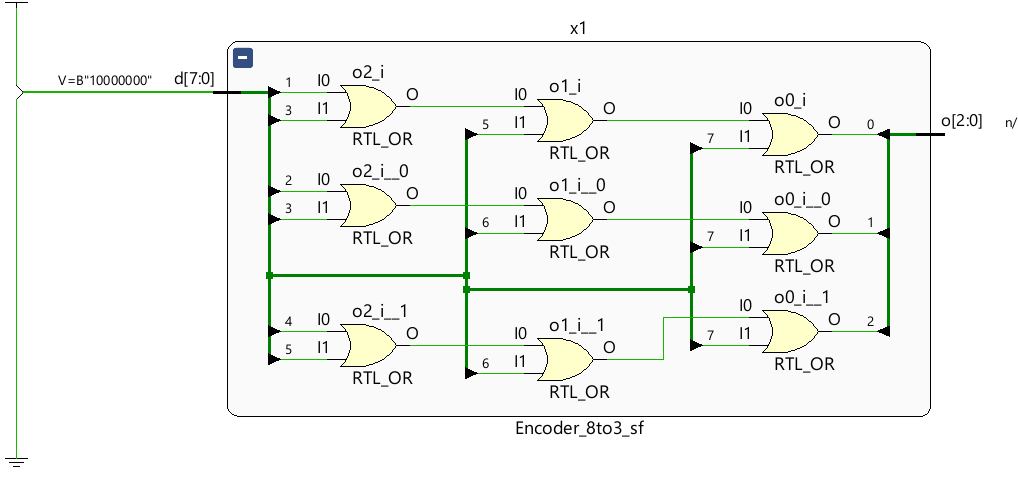 x1
V=B"10000000" d[7:0]
1 I0 o2_i O
3 I1
RTL_OR
I0 o1_i O
5 I1
RTL_OR
I0 o0_i O 0
7 I1
RTL_OR
o[2:0] n/
2 I0 o2_i__0 O
3 I1
RTL_OR
I0 o1_i__0 O
6 I1
RTL_OR
I0 o0_i__0 O 1
7 I1
RTL_OR
4 I0 o2_i__1 O
5 I1
RTL_OR
I0 o1_i__1 O
6 I1
RTL_OR
I0 o0_i__1 O 2
7 I1
RTL_OR
Encoder_8to3_sf